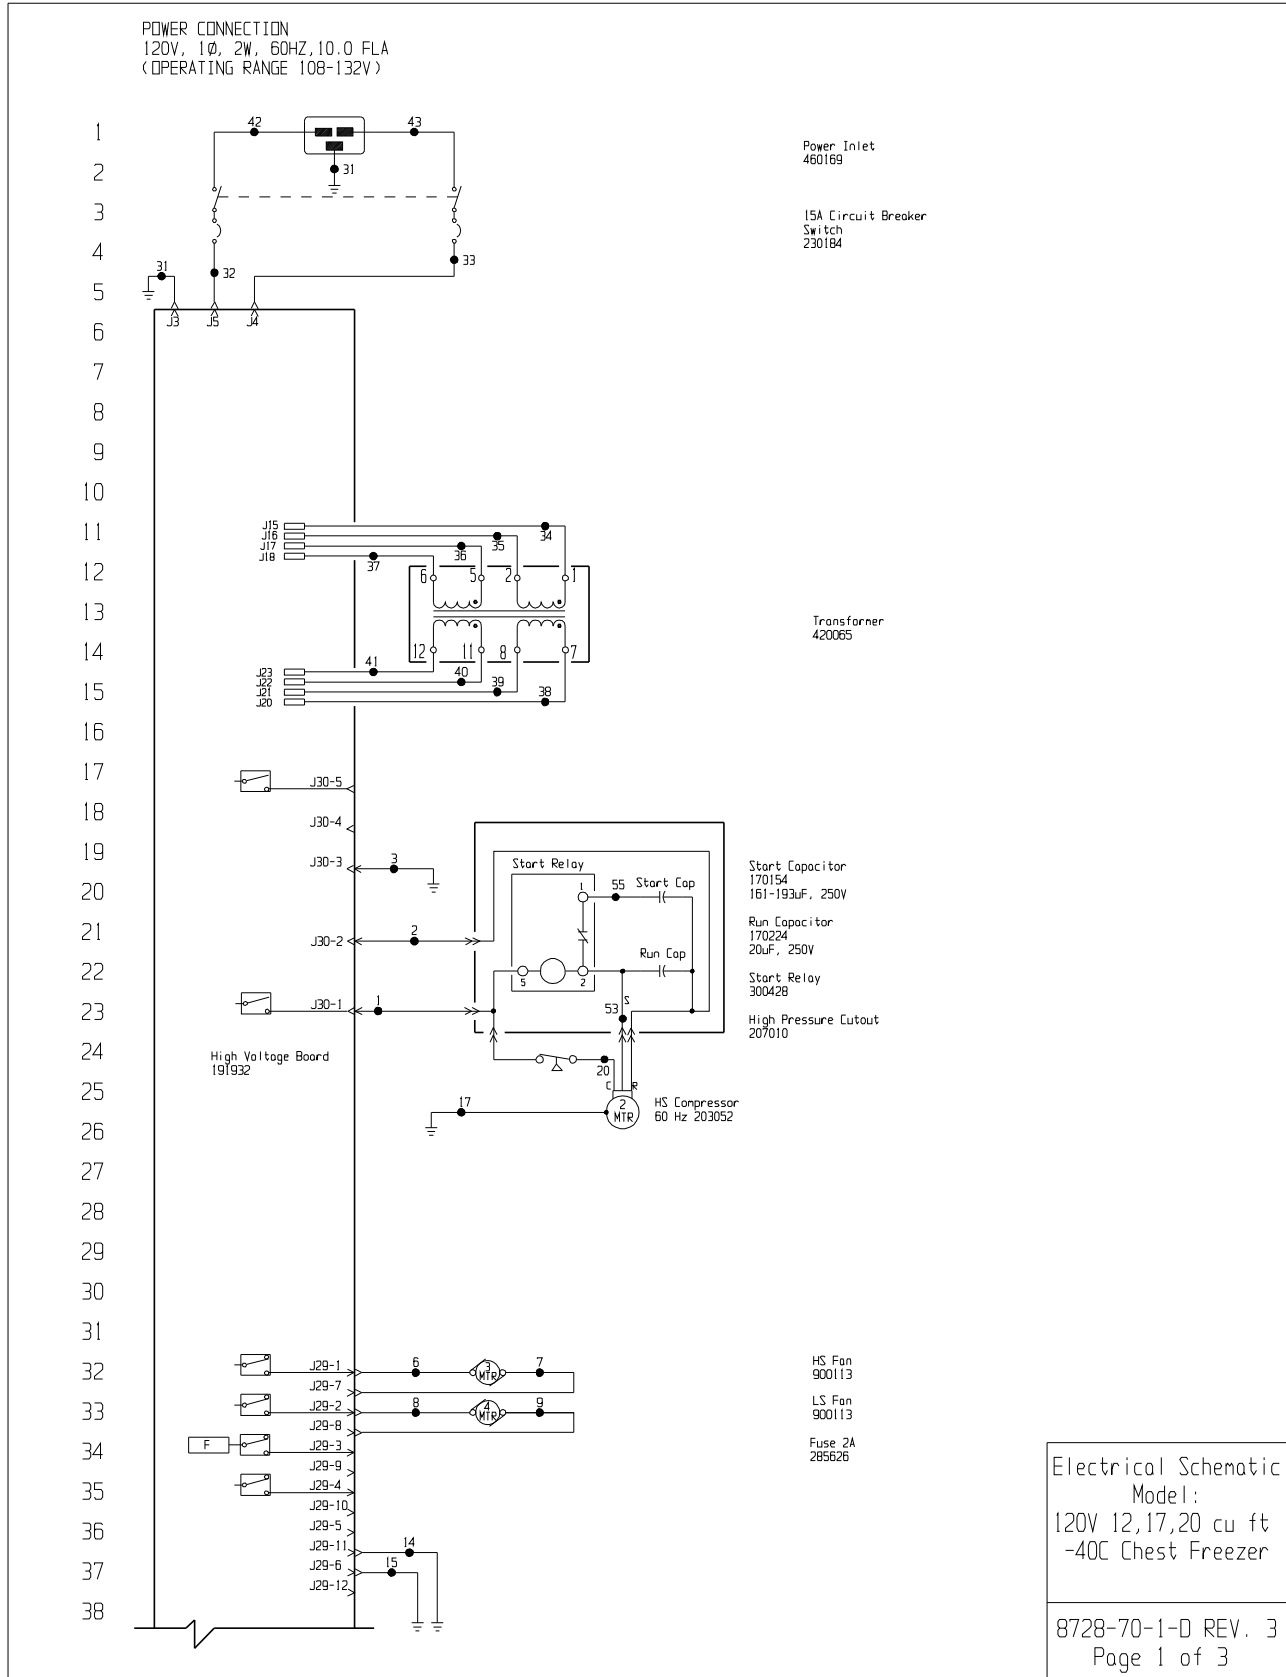 POWER CONNECTION
120V, 1Ø, 2W, 60HZ,10.0 FLA
(OPERATING RANGE 108-132V)
1
42
43
Power Inlet
460169
2
31
3
15A Circuit Breaker
Switch
230184
4
31
32
33
5
J3
J5
J4
6
7
8
9
10
11
J15
J16
J17
J18
34
35
36
37
12
6
5
2
1
13
Transformer
420065
14
12
11
8
7
41
40
39
38
15
J23
J22
J21
J20
16
17
J30-5
18
J30-4
19
J30-3
3
Start Relay
Start Capacitor
170154
161-193uF, 250V
20
1
55
Start Cap
21
J30-2
2
Run Capacitor
170224
20uF, 250V
22
5
2
Run Cap
Start Relay
300428
23
J30-1
1
53
S
High Pressure Cutout
207010
24
High Voltage Board
191932
20
25
C
R
17
2
MTR
HS Compressor
60 Hz 203052
26
27
28
29
30
31
32
J29-1
6
3
MTR
7
HS Fan
900113
J29-7
33
J29-2
8
4
MTR
9
LS Fan
900113
J29-8
34
F
J29-3
Fuse 2A
285626
J29-9
35
J29-4
J29-10
36
J29-5
J29-11
14
37
J29-6
15
J29-12
38
Electrical Schematic
Model:
120V 12,17,20 cu ft
-40C Chest Freezer
8728-70-1-D REV. 3
Page 1 of 3